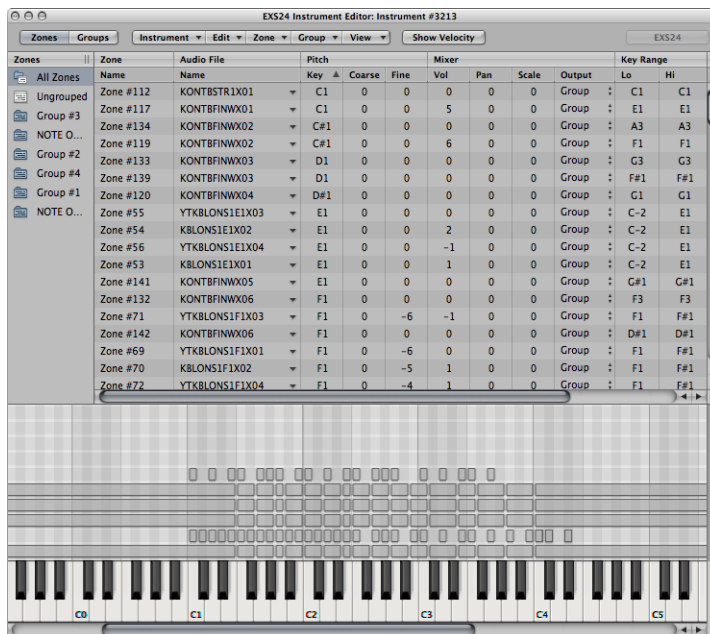 EXS24 Instrument Editor: Instrument #3213
Zones Groups Instrument Edit Zone Group View Show Velocity EXS24
Zones Zone Audio File Pitch Mixer Key Range
All Zones Name Name Key Coarse Fine Vol Pan Scale Output Lo Hi
Ungrouped Zone #112 KONTBSTR1X01 C1 0 0 0 0 0 Group C1 C1
Group #3 Zone #117 KONTBFINWX01 C1 0 0 5 0 0 Group E1 E1
NOTE O... Zone #134 KONTBFINWX02 C#1 0 0 0 0 0 Group A3 A3
Group #2 Zone #119 KONTBFINWX02 C#1 0 0 6 0 0 Group F1 F1
Group #4 Zone #133 KONTBFINWX03 D1 0 0 0 0 0 Group G3 G3
Group #1 Zone #139 KONTBFINWX03 D1 0 0 0 0 0 Group F#1 F#1
NOTE O... Zone #120 KONTBFINWX04 D#1 0 0 0 0 0 Group G1 G1
Zone #55 YTKBLONS1E1X03 E1 0 0 0 0 0 Group C-2 E1
Zone #54 KBLONS1E1X02 E1 0 0 2 0 0 Group C-2 E1
Zone #56 YTKBLONS1E1X04 E1 0 0 -1 0 0 Group C-2 E1
Zone #53 KBLONS1E1X01 E1 0 0 1 0 0 Group C-2 E1
Zone #141 KONTBFINWX05 E1 0 0 0 0 0 Group G#1 G#1
Zone #132 KONTBFINWX06 F1 0 0 0 0 0 Group F3 F3
Zone #71 YTKBLONS1F1X03 F1 0 -6 -1 0 0 Group F1 F#1
Zone #142 KONTBFINWX06 F1 0 0 0 0 0 Group D#1 D#1
Zone #69 YTKBLONS1F1X01 F1 0 -6 0 0 0 Group F1 F#1
Zone #70 KBLONS1F1X02 F1 0 -5 1 0 0 Group F1 F#1
Zone #72 YTKBLONS1F1X04 F1 0 -4 1 0 0 Group F1 F#1
C0 C1 C2 C3 C4 C5